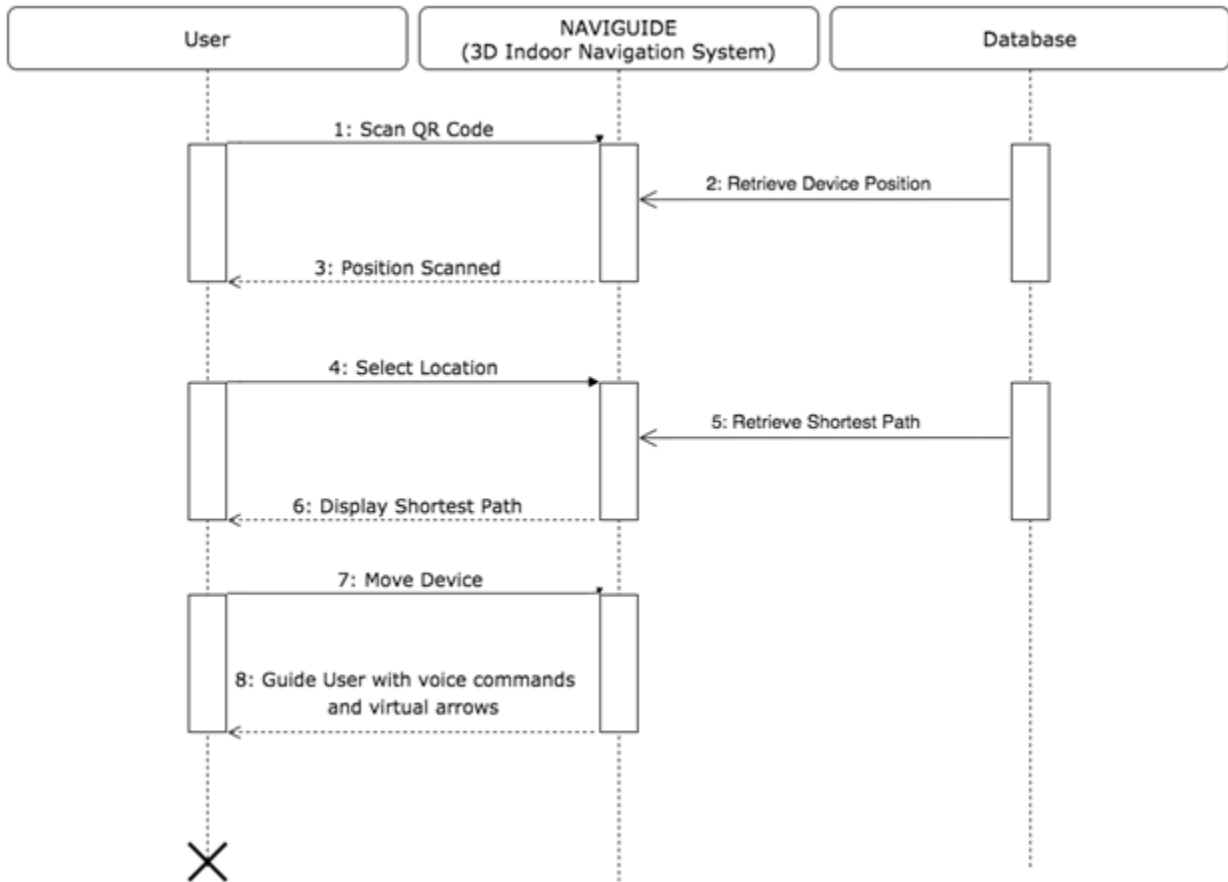 User
NAVIGUIDE
(3D Indoor Navigation System)
Database
1: Scan QR Code
2: Retrieve Device Position
3: Position Scanned
4: Select Location
5: Retrieve Shortest Path
6: Display Shortest Path
7: Move Device
8: Guide User with voice commands
and virtual arrows